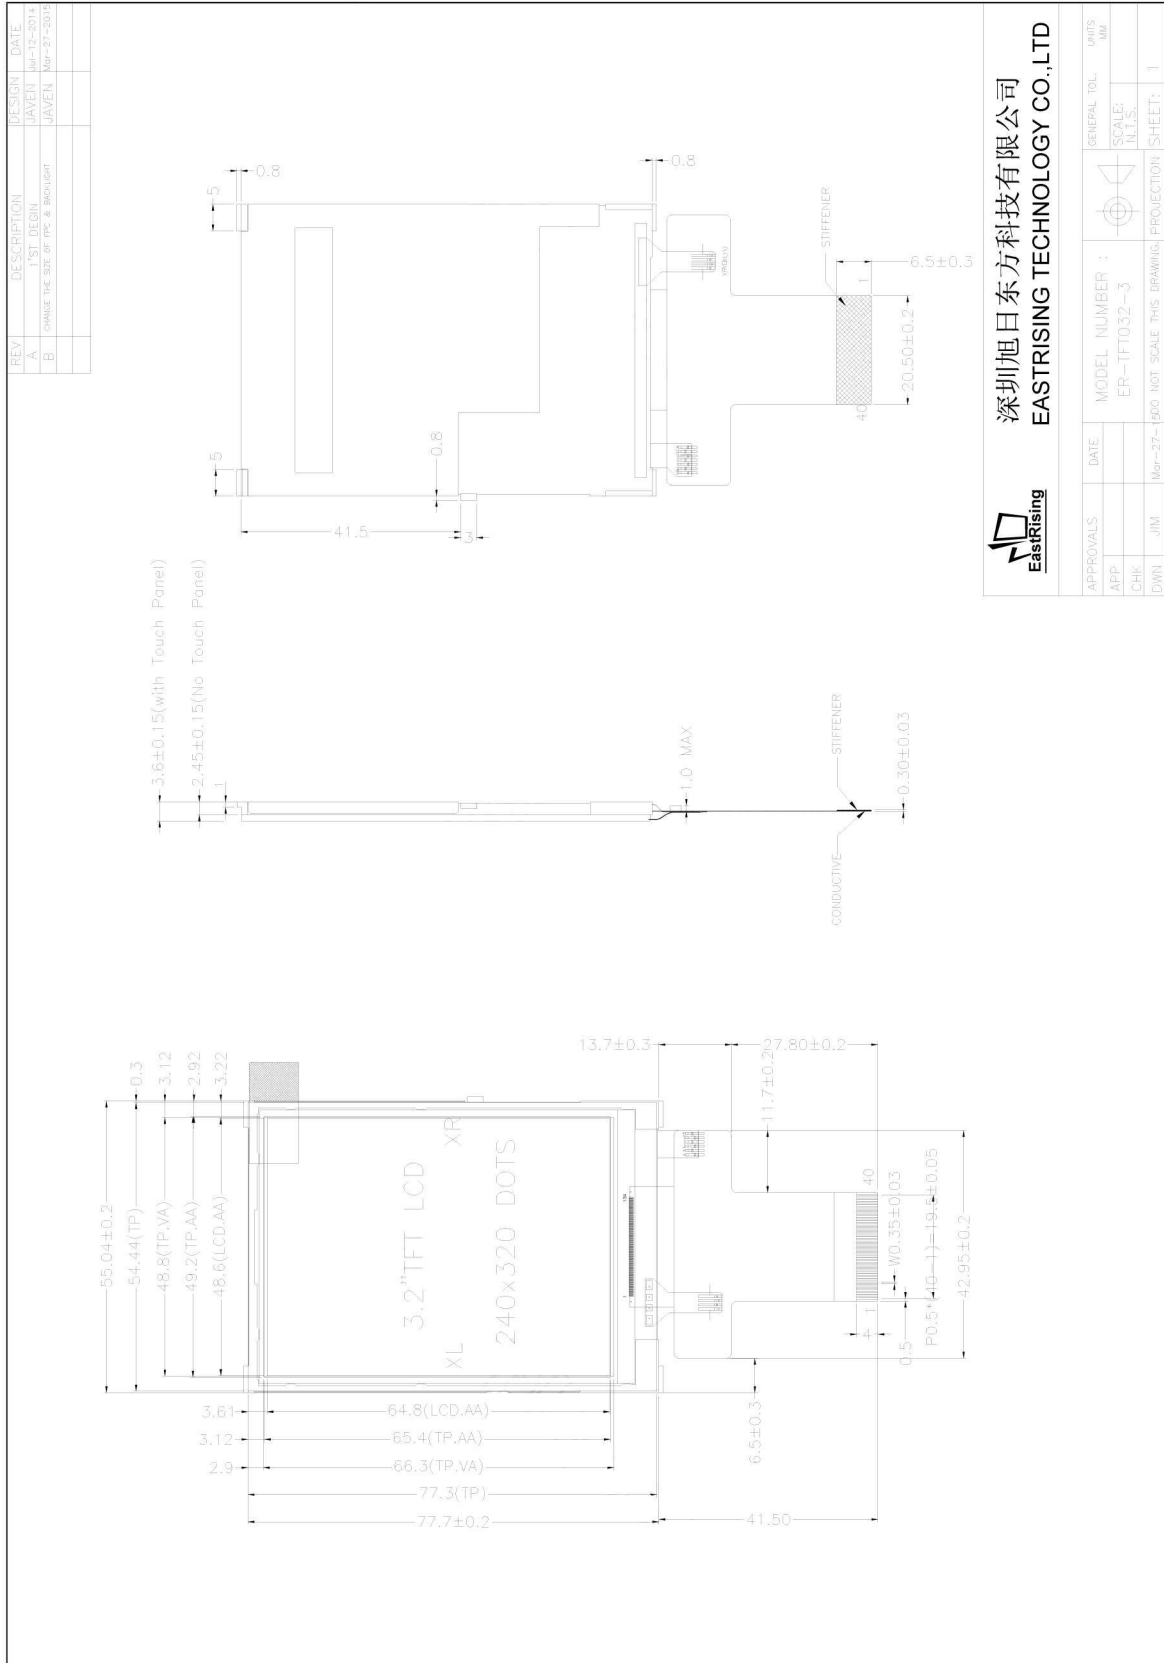 REV DESCRIPTION DESIGN DATE
A 1'ST DEGIN JAVEN Jul-12-2014
B CHANGE THE SIZE OF FPC & BACKLIGHT JAVEN Mar-27-2015
55.04±0.2
54.44(TP)
0.3
48.8(TP.VA)
3.12
49.2(TP.AA)
2.92
48.6(LCD.AA)
3.22
3.2"TFT LCD
XL
XR
240x320 DOTS
3.61
64.8(LCD.AA)
3.12
65.4(TP.AA)
2.9
66.3(TP.VA)
77.3(TP)
77.7±0.2
41.50
13.7±0.3
27.80±0.2
11.7±0.2
6.5±0.3
4
1
40
0.5
W0.35±0.03
P0.5*(40-1)=19.5±0.05
42.95±0.2
3.6±0.15(with Touch Panel)
2.45±0.15(No Touch Panel)
1
1.0 MAX
CONDUCTIVE
STIFFENER
0.30±0.03
5
5
0.8
41.5
3
0.8
0.8
STIFFENER
40
1
6.5±0.3
20.50±0.2
EastRising
深圳旭日东方科技有限公司
EASTRISING TECHNOLOGY CO.,LTD
APPROVALS DATE
APP
CHK
DWN JIM Mar-27-15
MODEL NUMBER :
ER-TFT032-3
DO NOT SCALE THIS DRAWING.
PROJECTION
GENERAL TOL.
UNITS
MM
SCALE:
N.T.S.
SHEET: 1